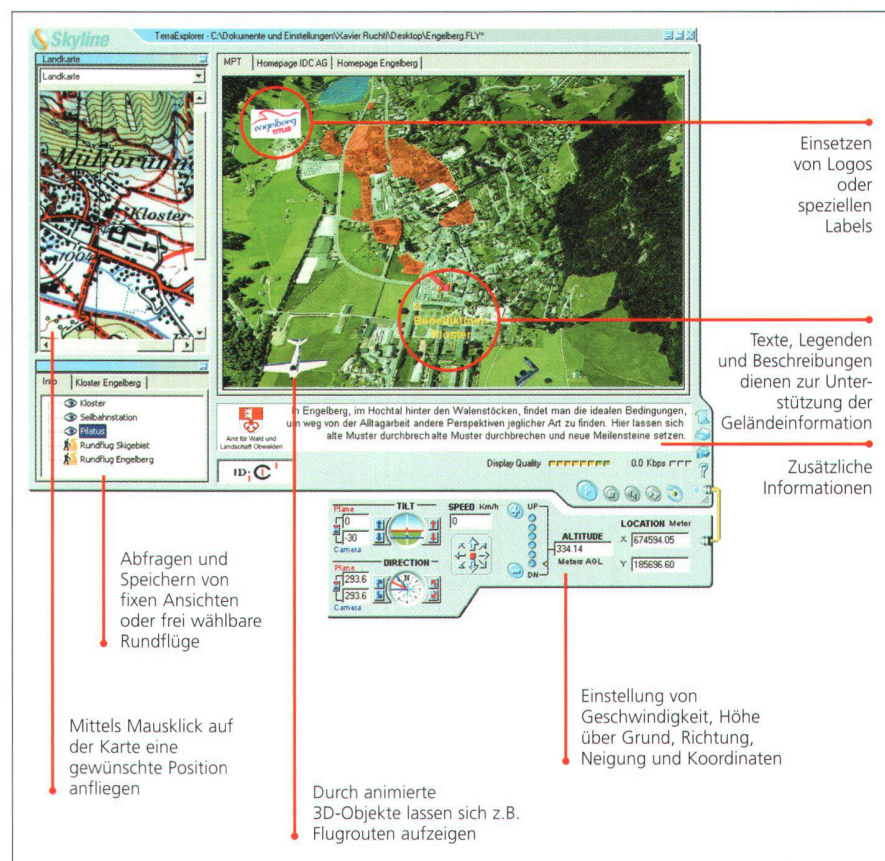 Skyline
TerraExplorer - C:\Dokumente und Einstellungen\Xavier Ruchti\Desktop\Engelberg.FLY*
Landkarte
Landkarte
MPT
Homepage IDC AG
Homepage Engelberg
engelberg
TITLIS
Kloster
1004
Benediktiner
Kloster
Info
Kloster Engelberg
Kloster
Seilbahnstation
Pilatus
Rundflug Skigebiet
Rundflug Engelberg
Amt für Wald und
Landschaft Obwalden
In Engelberg, im Hochtal hinter den Walenstöcken, findet man die idealen Bedingungen,
um weg von der Alltagarbeit andere Perspektiven jeglicher Art zu finden. Hier lassen sich
alte Muster durchbrech alte Muster durchbrechen und neue Meilensteine setzen.
ID:C
Display Quality
0.0 Kbps
Plane
TILT
0
-30
Camera
SPEED Km/h
0
UP
DN
ALTITUDE
334.14
Meters AGL
LOCATION Meter
X 674594.05
Y 185696.60
Plane
DIRECTION
N
293.6
293.6
Camera
Einsetzen
von Logos
oder
speziellen
Labels
Texte, Legenden
und Beschreibungen
dienen zur Unter-
stützung der
Geländeinformation
Zusätzliche
Informationen
Abfragen und
Speichern von
fixen Ansichten
oder frei wählbare
Rundflüge
Mittels Mausklick auf
der Karte eine
gewünschte Position
anfliegen
Durch animierte
3D-Objekte lassen sich z.B.
Flugrouten aufzeigen
Einstellung von
Geschwindigkeit, Höhe
über Grund, Richtung,
Neigung und Koordinaten